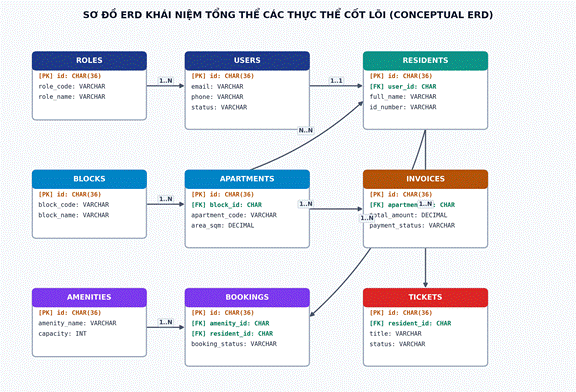 SƠ ĐỒ ERD KHÁI NIỆM TỔNG THỂ CÁC THỰC THỂ CỐT LÕI (CONCEPTUAL ERD)
ROLES
[PK] id: CHAR(36)
role_code: VARCHAR
role_name: VARCHAR
1..N
USERS
[PK] id: CHAR(36)
email: VARCHAR
phone: VARCHAR
status: VARCHAR
1..1
RESIDENTS
[PK] id: CHAR(36)
[FK] user_id: CHAR
full_name: VARCHAR
id_number: VARCHAR
N..N
BLOCKS
[PK] id: CHAR(36)
block_code: VARCHAR
block_name: VARCHAR
1..N
APARTMENTS
[PK] id: CHAR(36)
[FK] block_id: CHAR
apartment_code: VARCHAR
area_sqm: DECIMAL
1..N
INVOICES
[PK] id: CHAR(36)
[FK] : CHAR
1..N
total_amount: DECIMAL
1..N
payment_status: VARCHAR
AMENITIES
[PK] id: CHAR(36)
amenity_name: VARCHAR
capacity: INT
1..N
BOOKINGS
[PK] id: CHAR(36)
[FK] amenity_id: CHAR
[FK] resident_id: CHAR
booking_status: VARCHAR
TICKETS
[PK] id: CHAR(36)
[FK] resident_id: CHAR
title: VARCHAR
status: VARCHAR